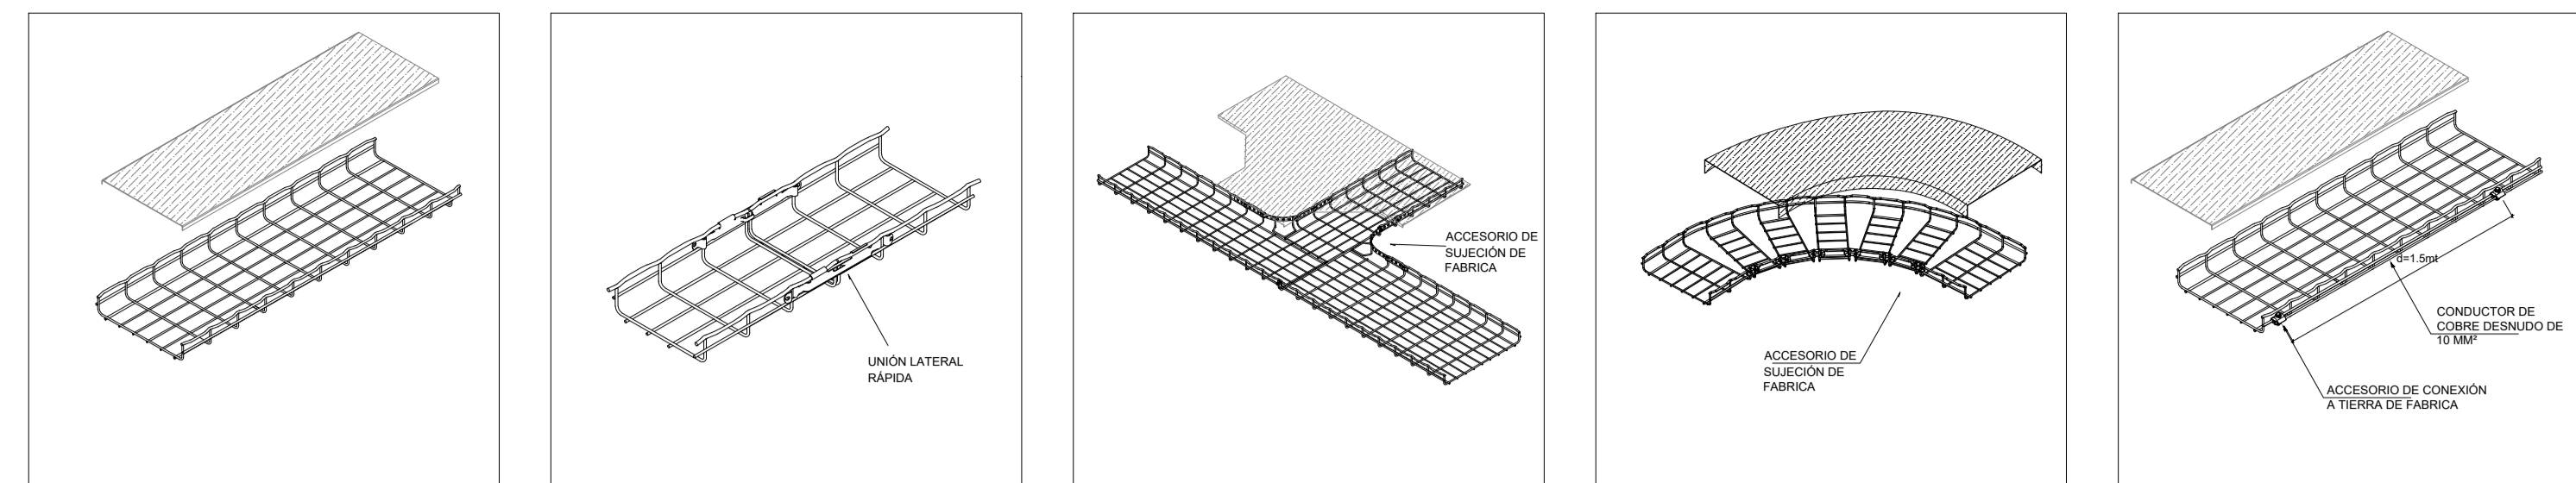 UNIÓN LATERAL
RÁPIDA
ACCESORIO DE
SUJECIÓN DE
FABRICA
ACCESORIO DE
SUJECIÓN DE
FABRICA
d=1.5mt
CONDUCTOR DE
COBRE DESNUDO DE
10 MM²
ACCESORIO DE CONEXIÓN
A TIERRA DE FABRICA